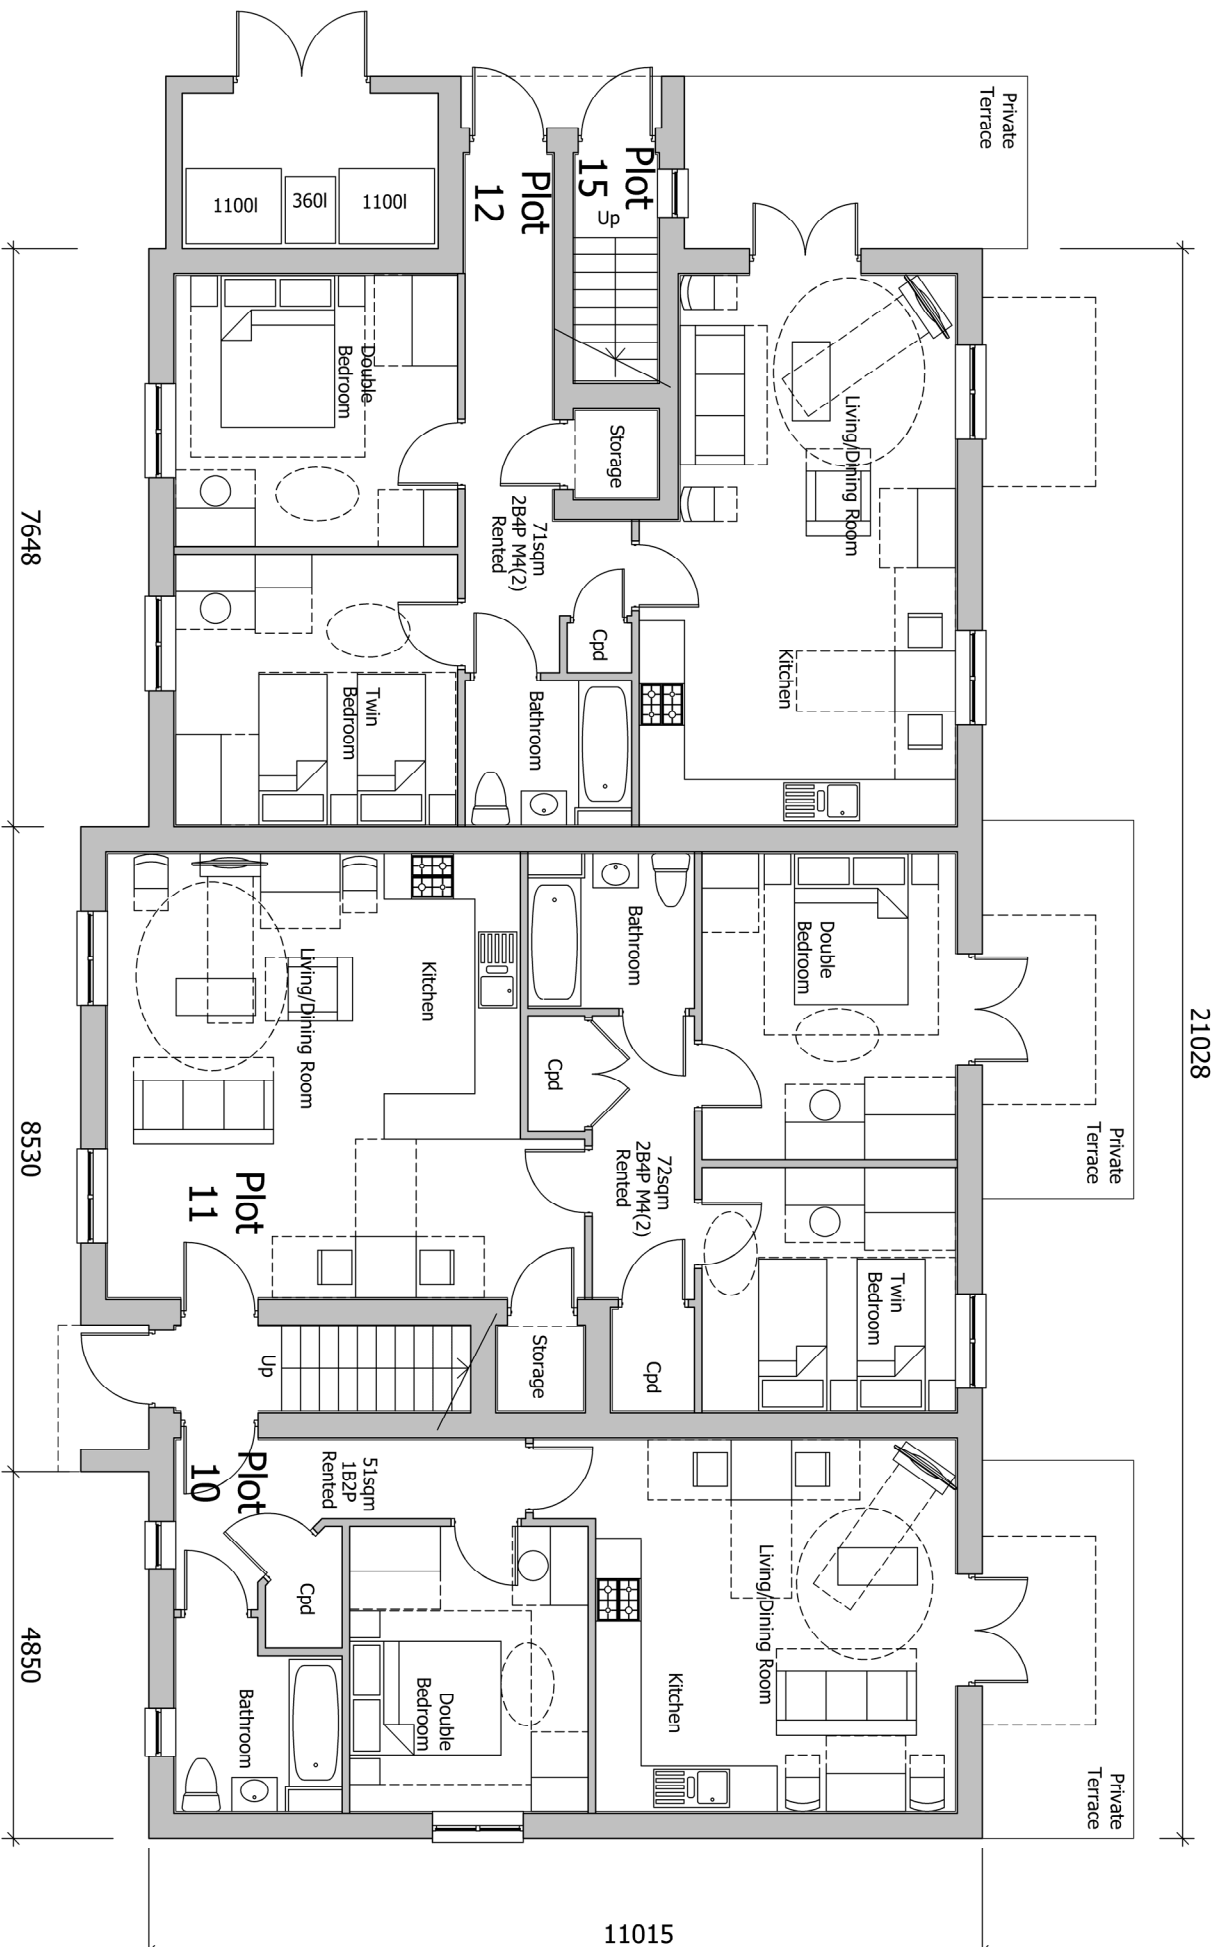 Private
Terrace
1100l
360l
1100l
Plot
15
Up
Plot
12
Double
Bedroom
Storage
Living/Dining Room
71sqm
2B4P M4(2)
Rented
Cpd
Kitchen
Twin
Bedroom
Bathroom
7648
21028
8530
Living/Dining Room
Kitchen
Bathroom
Double
Bedroom
Cpd
Private
Terrace
72sqm
2B4P M4(2)
Rented
Plot
11
Twin
Bedroom
Up
Storage
Cpd
Plot
10
51sqm
1B2P
Rented
Cpd
Living/Dining Room
Kitchen
Double
Bedroom
Bathroom
4850
Private
Terrace
11015